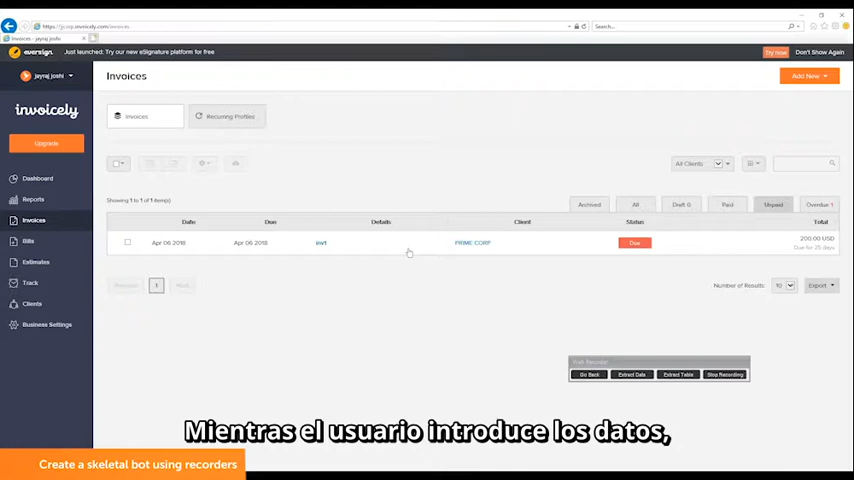 https://jjcorp.invoicely.com/invoices
Search...
Invoices - jayraj joshi
eversign
Just launched: Try our new eSignature platform for free
Try now
Don't Show Again
jayraj joshi
Invoices
Add New
invoicely
Invoices
Recurring Profiles
Upgrade
All Clients
Dashboard
Reports
Showing 1 to 1 of 1 item(s)
Archived
All
Draft 0
Paid
Unpaid
Overdue 1
Invoices
Date
Due
Details
Client
Status
Total
Bills
Apr 06 2018
Apr 06 2018
inv1
PRIME CORP
Due
200.00 USD
Due for 25 days
Estimates
Track
Previous
1
Next
Number of Results:
10
Export
Clients
Business Settings
Web Recorder
Go Back
Extract Data
Extract Table
Stop Recording
Mientras el usuario introduce los datos,
Create a skeletal bot using recorders